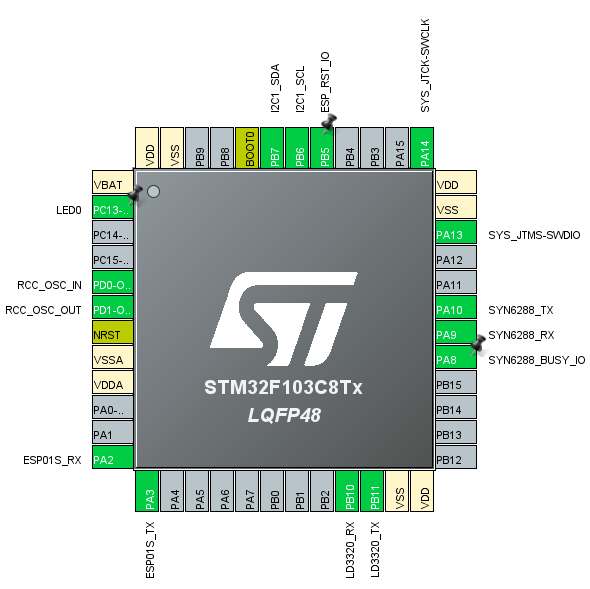 I2C1_SDA
I2C1_SCL
ESP_RST_IO
SYS_JTCK-SWCLK
VDD
VSS
PB9
PB8
BOOT0
PB7
PB6
PB5
PB4
PB3
PA15
PA14
VBAT
VDD
LED0
PC13-..
VSS
PC14-..
PA13
SYS_JTMS-SWDIO
PC15-..
PA12
RCC_OSC_IN
PD0-O..
PA11
RCC_OSC_OUT
PD1-O..
PA10
SYN6288_TX
NRST
PA9
SYN6288_RX
VSSA
PA8
SYN6288_BUSY_IO
VDDA
PB15
PA0-..
PB14
PA1
PB13
ESP01S_RX
PA2
PB12
ST
STM32F103C8Tx
LQFP48
PA3
PA4
PA5
PA6
PA7
PB0
PB1
PB2
PB10
PB11
VSS
VDD
ESP01S_TX
LD3320_RX
LD3320_TX